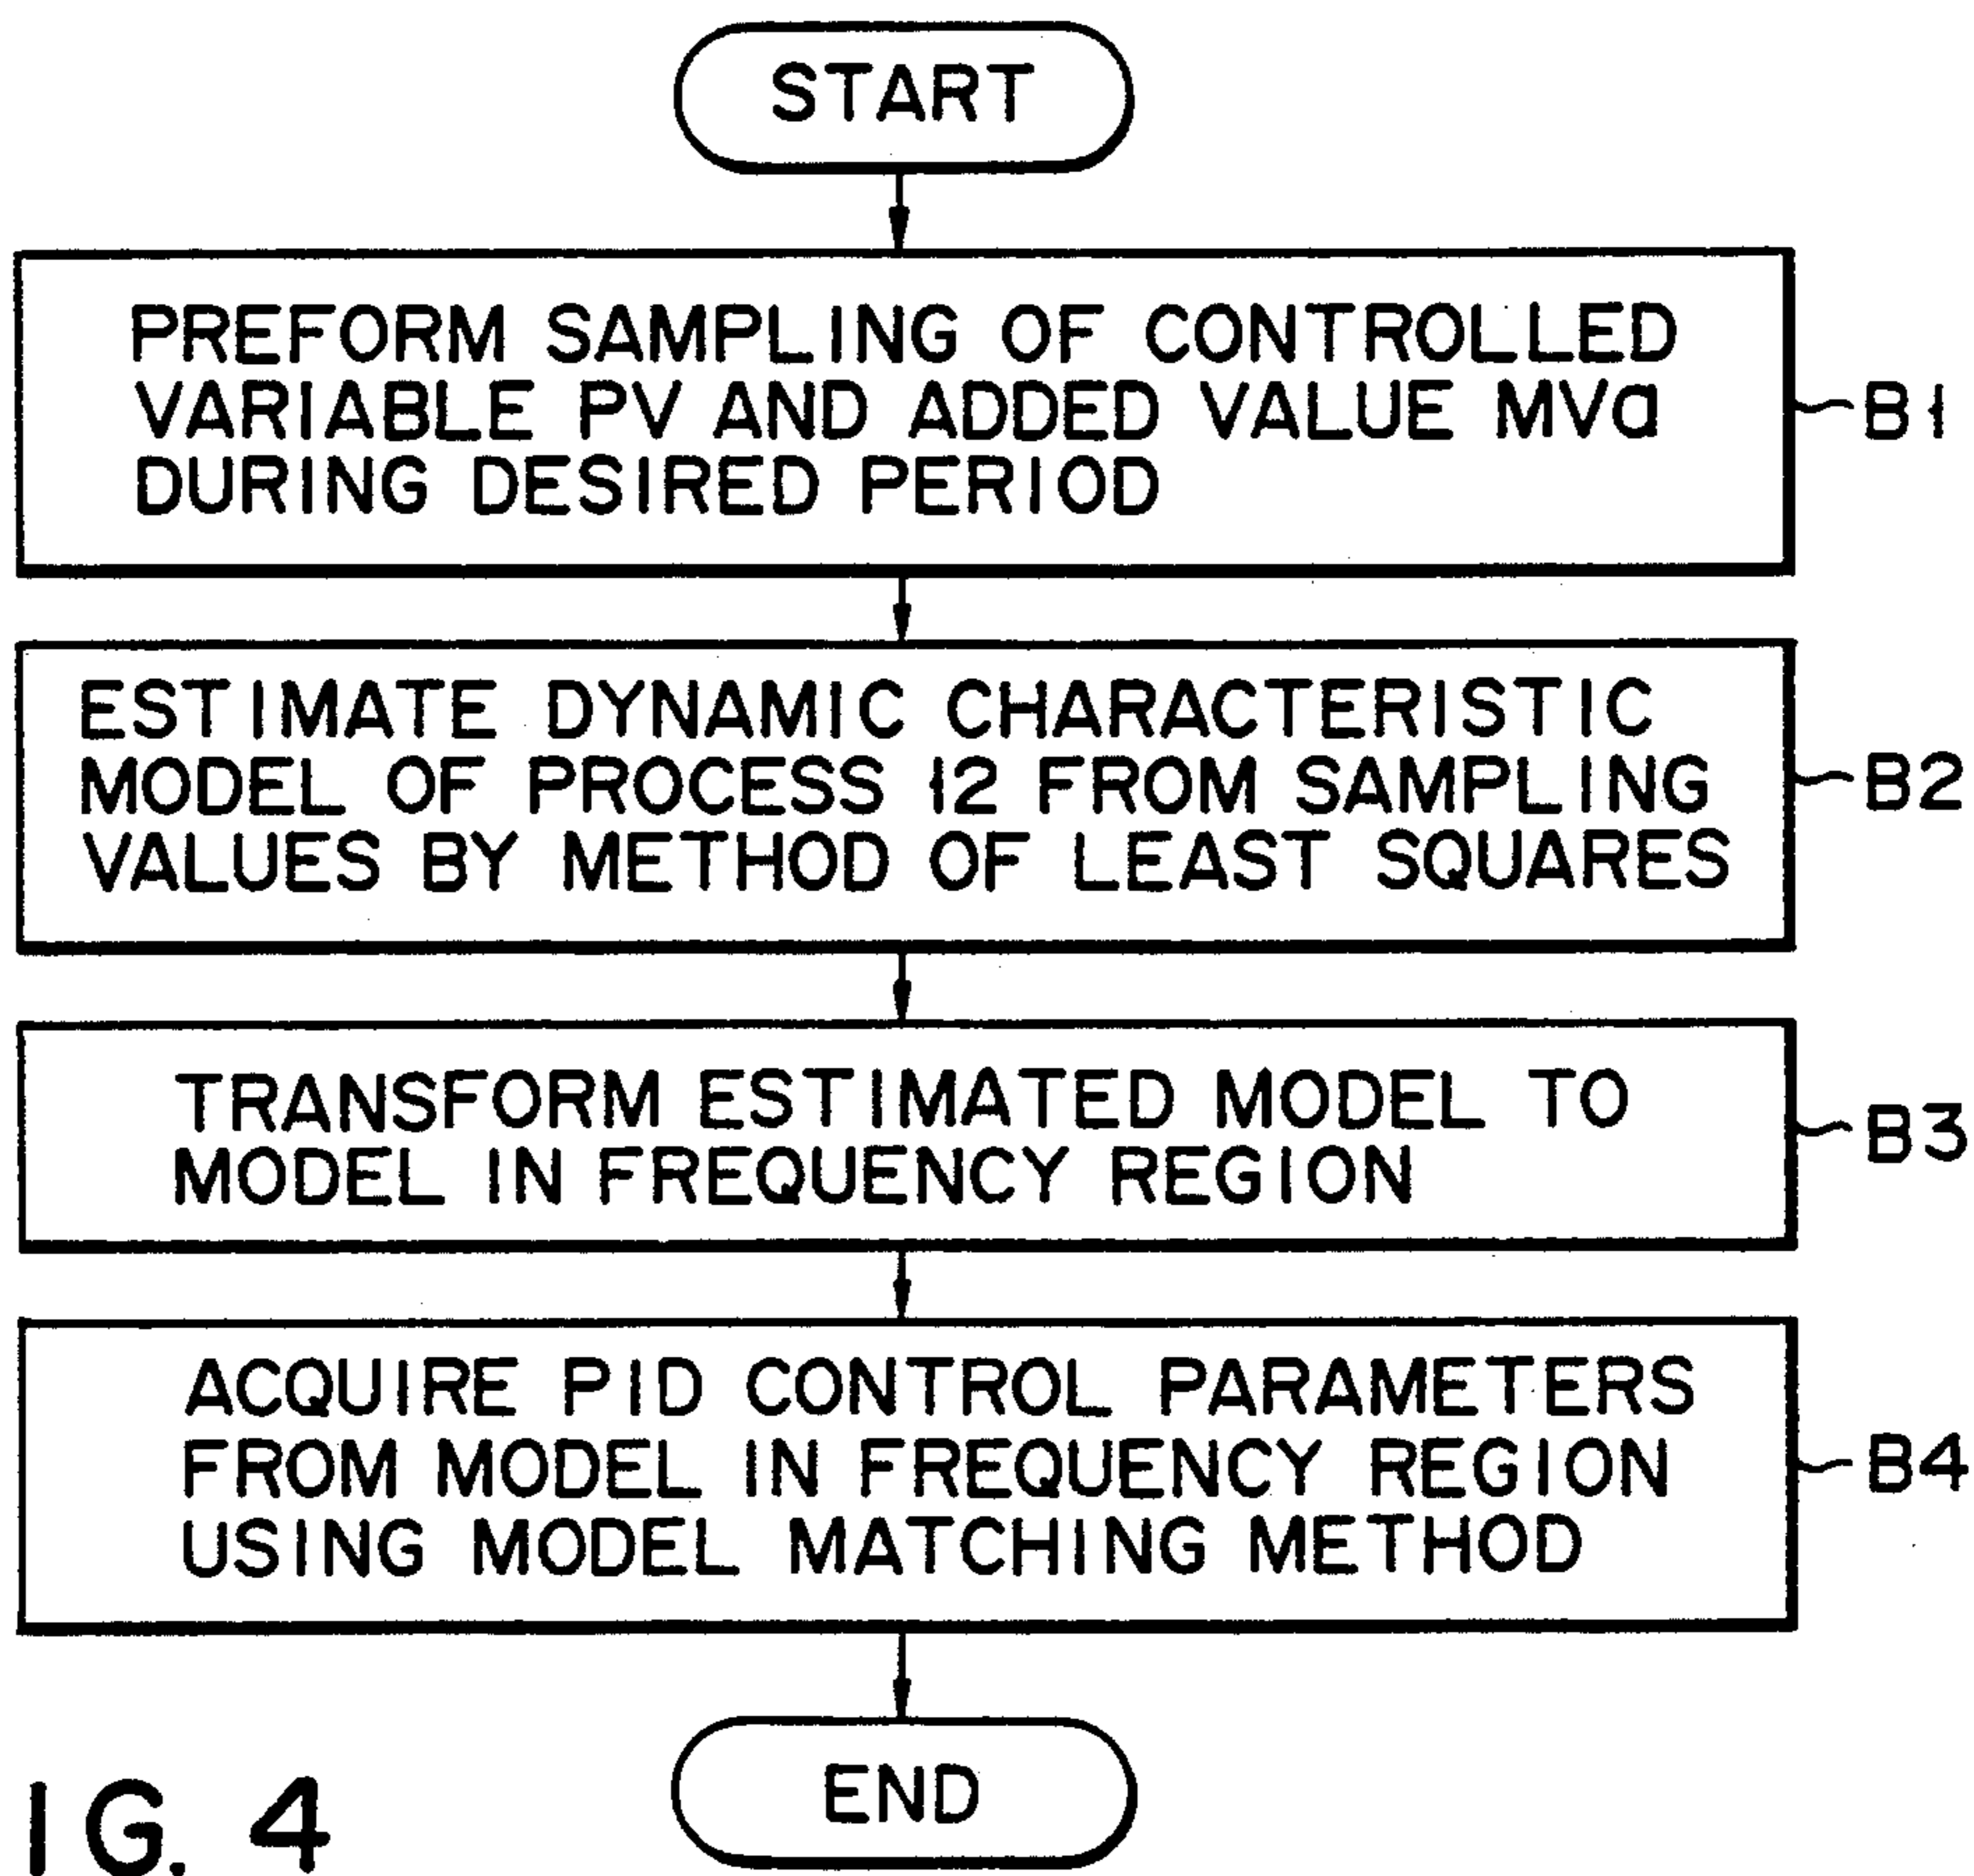 START
PREFORM SAMPLING OF CONTROLLED
VARIABLE PV AND ADDED VALUE MVa
DURING DESIRED PERIOD
B1
ESTIMATE DYNAMIC CHARACTERISTIC
MODEL OF PROCESS 12 FROM SAMPLING
VALUES BY METHOD OF LEAST SQUARES
B2
TRANSFORM ESTIMATED MODEL TO
MODEL IN FREQUENCY REGION
B3
ACQUIRE PID CONTROL PARAMETERS
FROM MODEL IN FREQUENCY REGION
USING MODEL MATCHING METHOD
B4
END
IG. 4